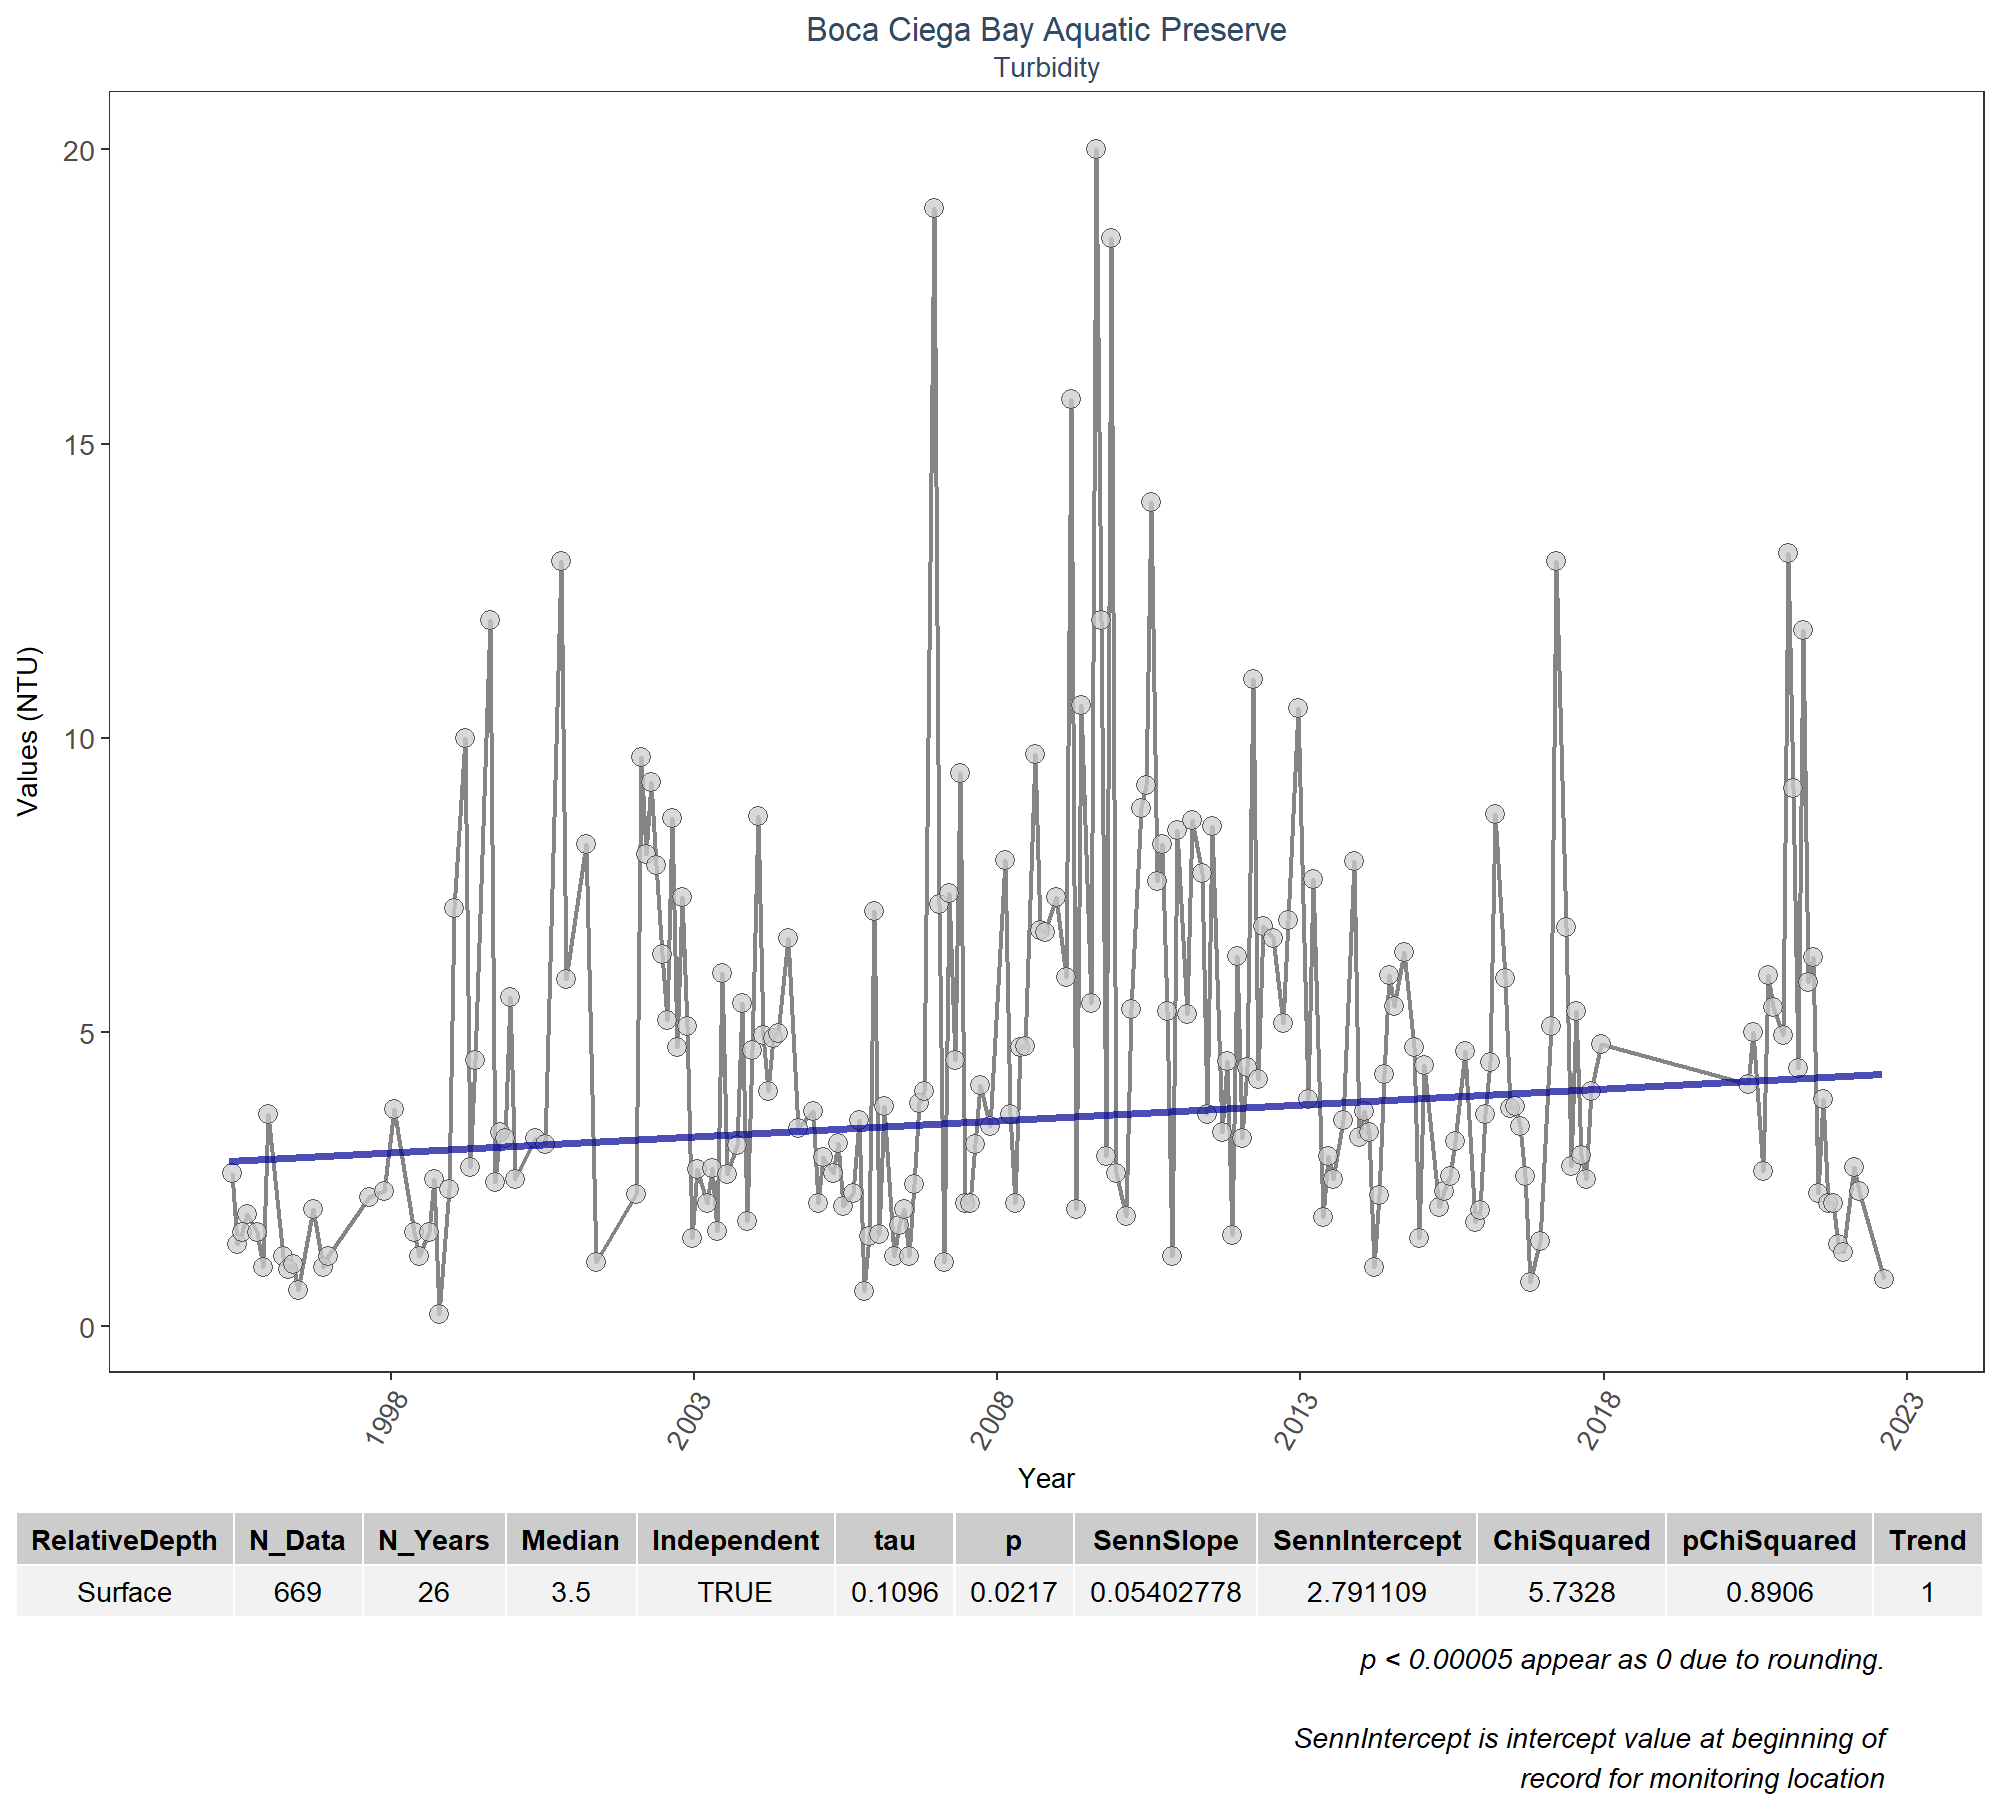 Boca Ciega Bay Aquatic Preserve
Turbidity
20
15
10
5
0
Values (NTU)
1998
2003
2008
2013
2018
2023
Year
RelativeDepth N_Data N_Years Median Independent tau p SennSlope SennIntercept ChiSquared pChiSquared Trend
Surface 669 26 3.5 TRUE 0.1096 0.0217 0.05402778 2.791109 5.7328 0.8906 1
p < 0.00005 appear as 0 due to rounding.
SennIntercept is intercept value at beginning of
record for monitoring location